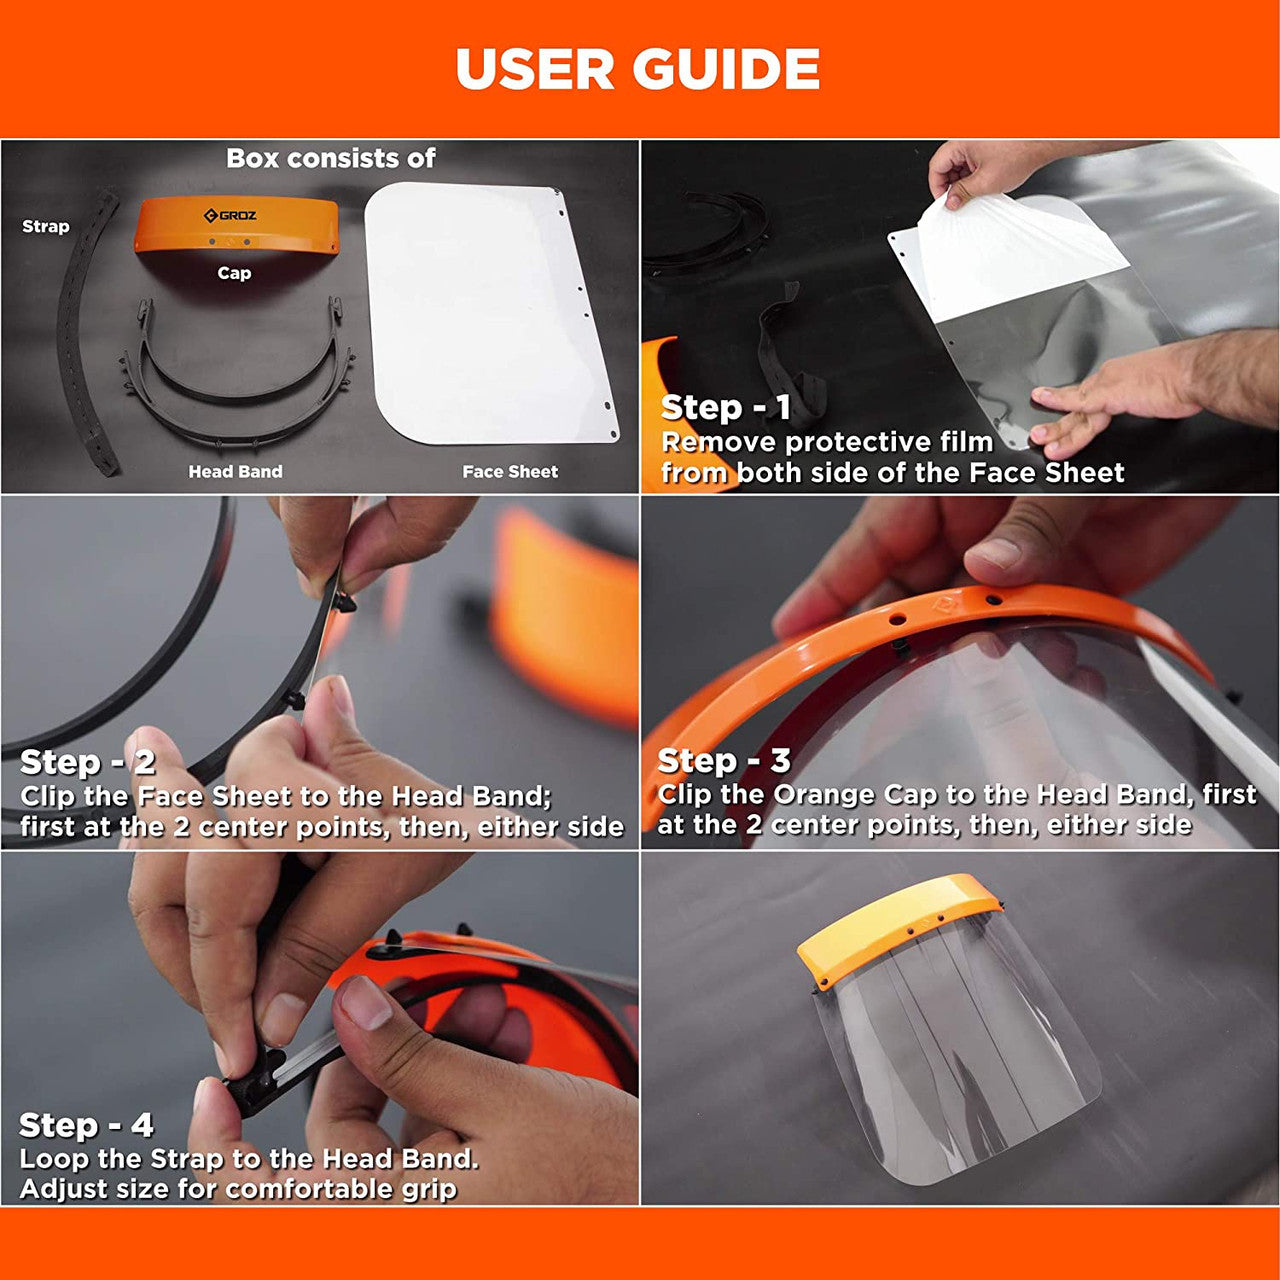 USER GUIDE
Box consists of
Strap
GROZ
Cap
Head Band
Face Sheet
Step - 1
Remove protective film
from both side of the Face Sheet
Step - 2
Clip the Face Sheet to the Head Band;
first at the 2 center points, then, either side
Step - 3
Clip the Orange Cap to the Head Band, first
at the 2 center points, then, either side
Step - 4
Loop the Strap to the Head Band.
Adjust size for comfortable grip